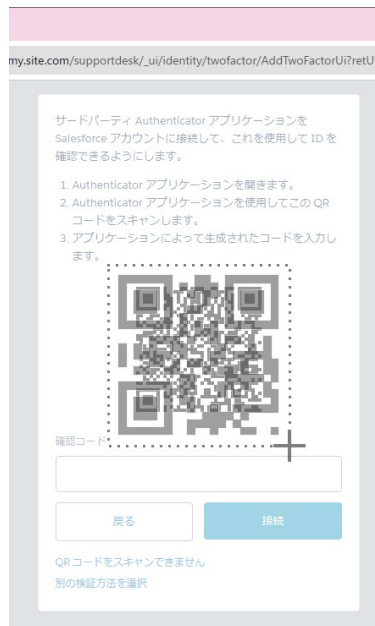 my.site.com/supportdesk/_ui/identity/twofactor/AddTwoFactorUi?retU
サードパーティ Authenticator アプリケーションを
Salesforce アカウントに接続して、これを使用して ID を
確認できるようにします。
1. Authenticator アプリケーションを開きます。
2. Authenticator アプリケーションを使用してこの QR
コードをスキャンします。
3. アプリケーションによって生成されたコードを入力し
ます。
確認コード
戻る
接続
QR コードをスキャンできません
別の検証方法を選択